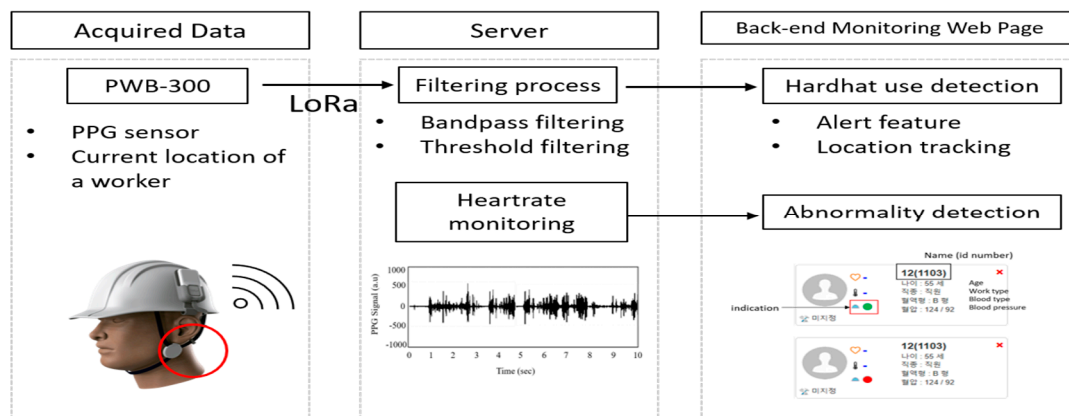 Acquired Data
Server
Back-end Monitoring Web Page
PWB-300
LoRa
Filtering process
Hardhat use detection
• PPG sensor
• Current location of
a worker
• Bandpass filtering
• Threshold filtering
• Alert feature
• Location tracking
Heartrate
monitoring
Abnormality detection
PPG Signal (a.u)
1000
500
0
-500
-1000
0 1 2 3 4 5 6 7 8 9 10
Time (sec)
Name (id number)
12(1103)
나이 : 55 세
직종 : 직원
혈액형 : B 형
혈압 : 124 / 92
미지정
Age
Work type
Blood type
Blood pressure
indication
12(1103)
나이 : 55 세
직종 : 직원
혈액형 : B 형
혈압 : 124 / 92
미지정